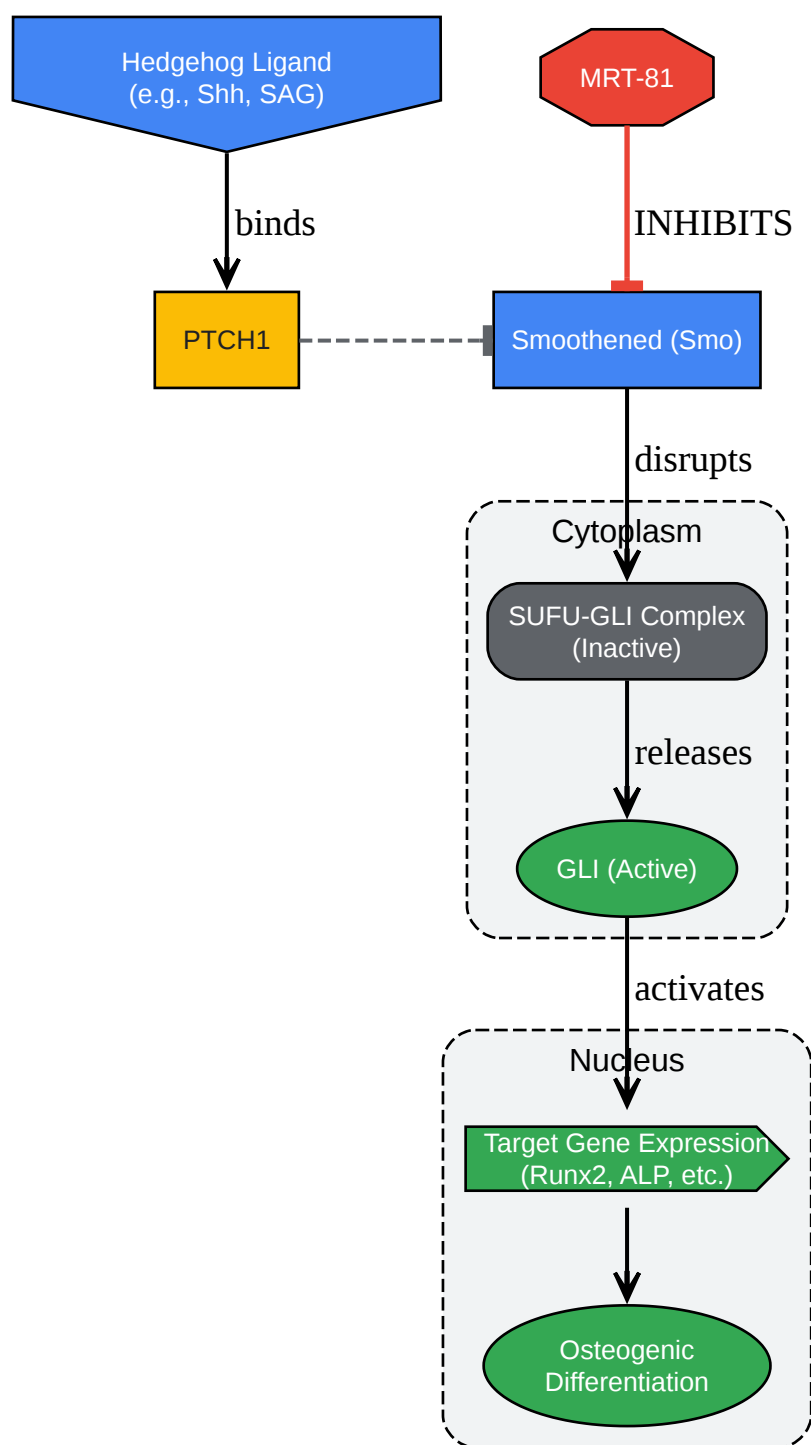 Hedgehog Ligand
(e.g., Shh, SAG)
MRT-81
binds
INHIBITS
PTCH1
Smoothened (Smo)
disrupts
Cytoplasm
SUFU-GLI Complex
(Inactive)
releases
GLI (Active)
activates
Nucleus
Target Gene Expression
(Runx2, ALP, etc.)
Osteogenic
Differentiation